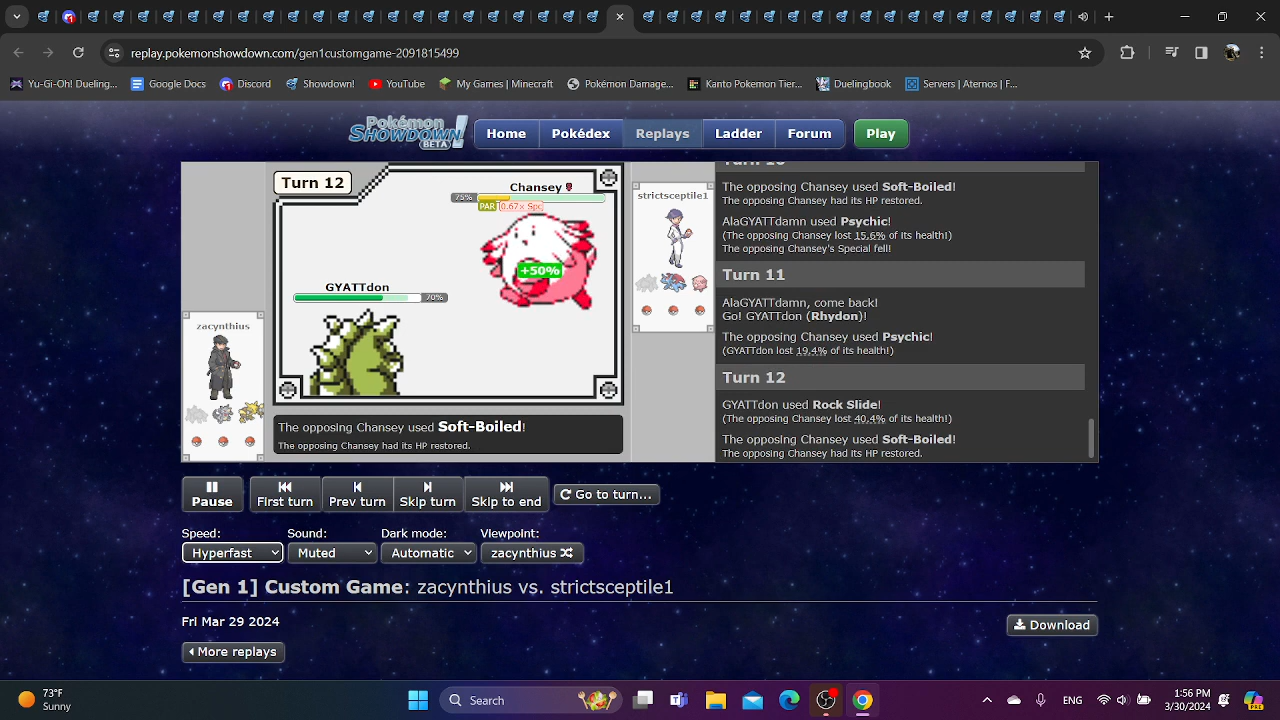 replay.pokemonshowdown.com/gen1customgame-2091815499
Yu-Gi-Oh! Dueling...
Google Docs
Discord
Showdown!
YouTube
My Games | Minecraft
Pokémon Damage...
Kanto Pokemon Tier...
Duelingbook
Servers | Aternos | F...
Pokémon
SHOWDOWN!
BETA
Home
Pokédex
Replays
Ladder
Forum
Play
Turn 12
Chansey
75%
PAR 0.67× Spc
+50%
GYATTdon
70%
zacynthius
strictsceptile1
The opposing Chansey used Soft-Boiled!
The opposing Chansey had its HP restored.
The opposing Chansey used Soft-Boiled!
The opposing Chansey had its HP restored.
AlaGYATTdamn used Psychic!
(The opposing Chansey lost 15.6% of its health!)
The opposing Chansey's Special fell!
Turn 11
AlaGYATTdamn, come back!
Go! GYATTdon (Rhydon)!
The opposing Chansey used Psychic!
(GYATTdon lost 19.4% of its health!)
Turn 12
GYATTdon used Rock Slide!
(The opposing Chansey lost 40.4% of its health!)
The opposing Chansey used Soft-Boiled!
The opposing Chansey had its HP restored.
Pause
First turn
Prev turn
Skip turn
Skip to end
Go to turn...
Speed:
Sound:
Dark mode:
Viewpoint:
Hyperfast
Muted
Automatic
zacynthius
[Gen 1] Custom Game: zacynthius vs. strictsceptile1
Fri Mar 29 2024
Download
More replays
73°F
Sunny
Search
ENG
1:56 PM
3/30/2024
PRE